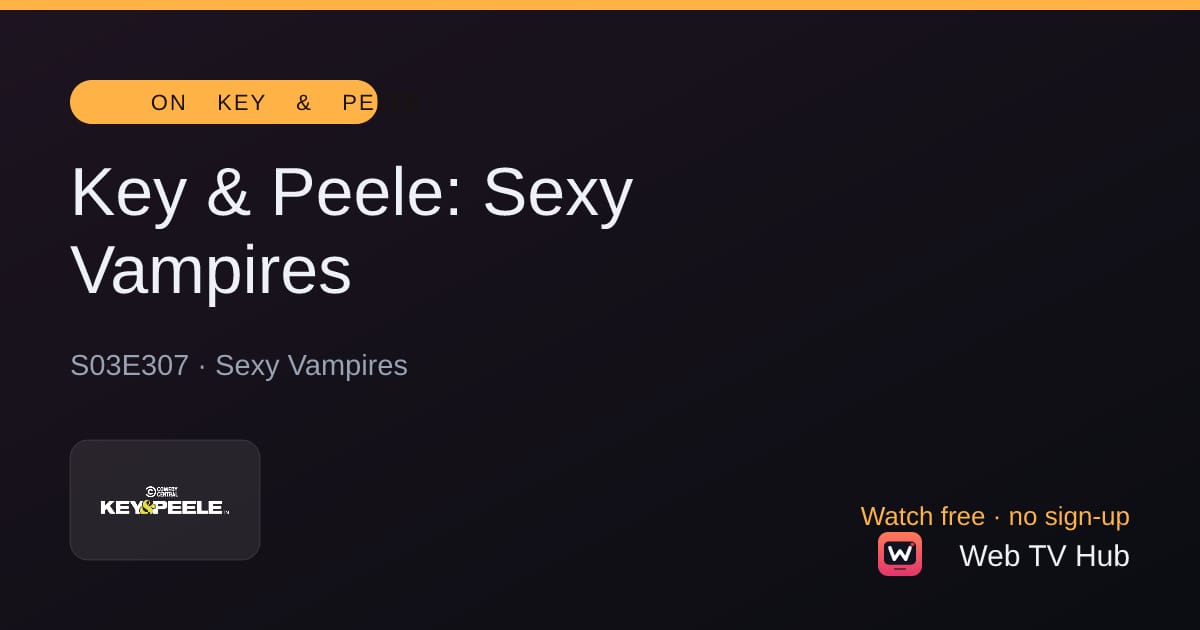 ON KEY & PE
Key & Peele: Sexy
Vampires
S03E307 · Sexy Vampires
COMEDY
CENTRAL
KEY&PEELE
Watch free · no sign-up
W
Web TV Hub